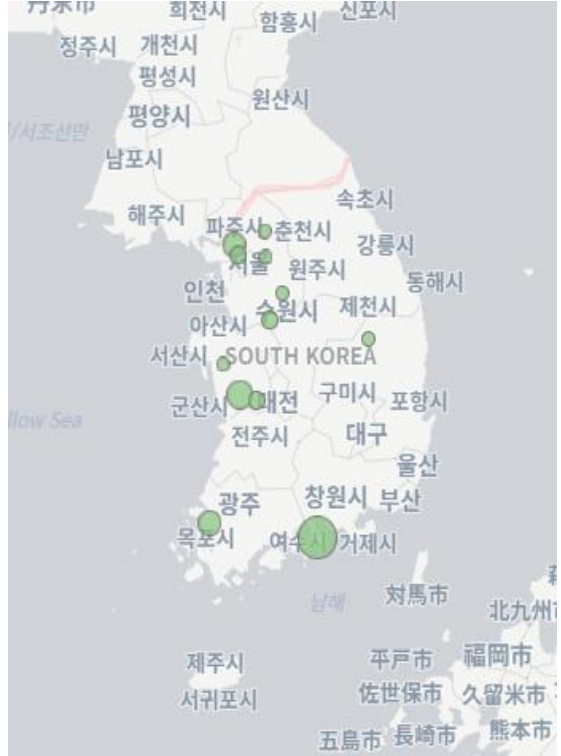 희천시
신포시
함흥시
정주시
개천시
평성시
원산시
평양시
남포시
해주시
속초시
파주시
춘천시
강릉시
서울
원주시
동해시
인천
수원시
제천시
아산시
서산시
SOUTH KOREA
군산시
대전
구미시
포항시
전주시
대구
울산
광주
창원시
부산
목포시
여수시
거제시
남해
対馬市
北九州
제주시
平戸市
福岡市
서귀포시
佐世保市
久留米市
五島市
長崎市
熊本市